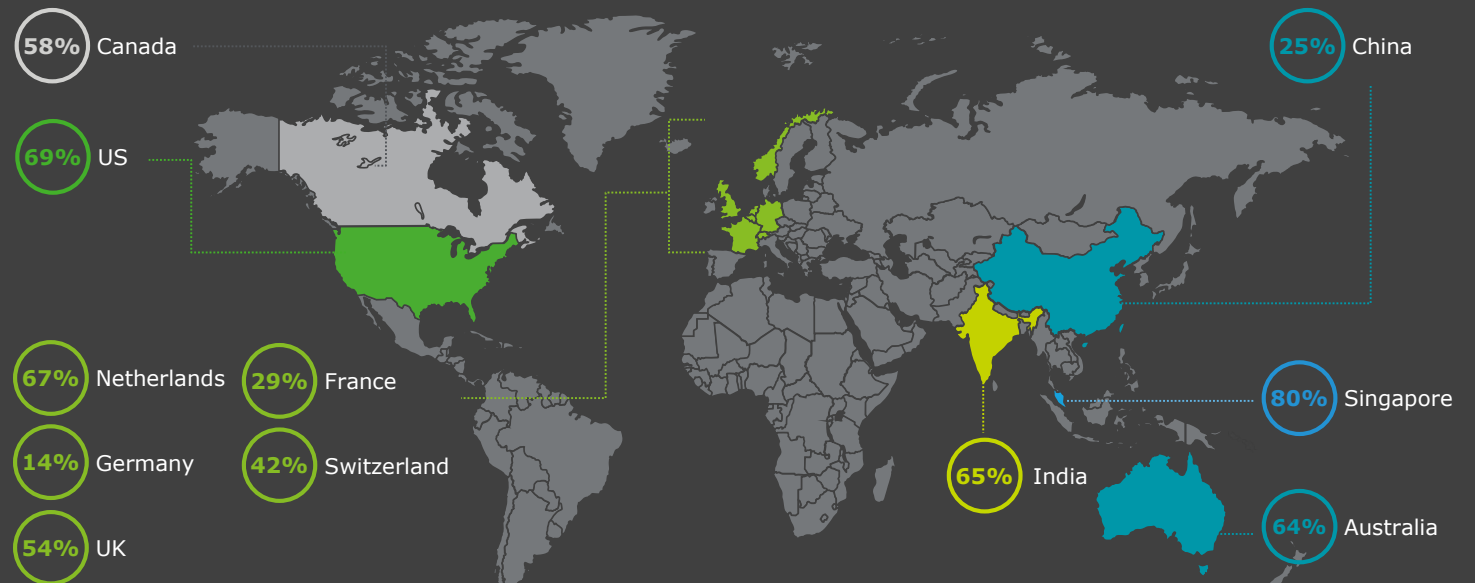 58% Canada
25% China
69% US
67% Netherlands
29% France
80% Singapore
14% Germany
42% Switzerland
65% India
64% Australia
54% UK